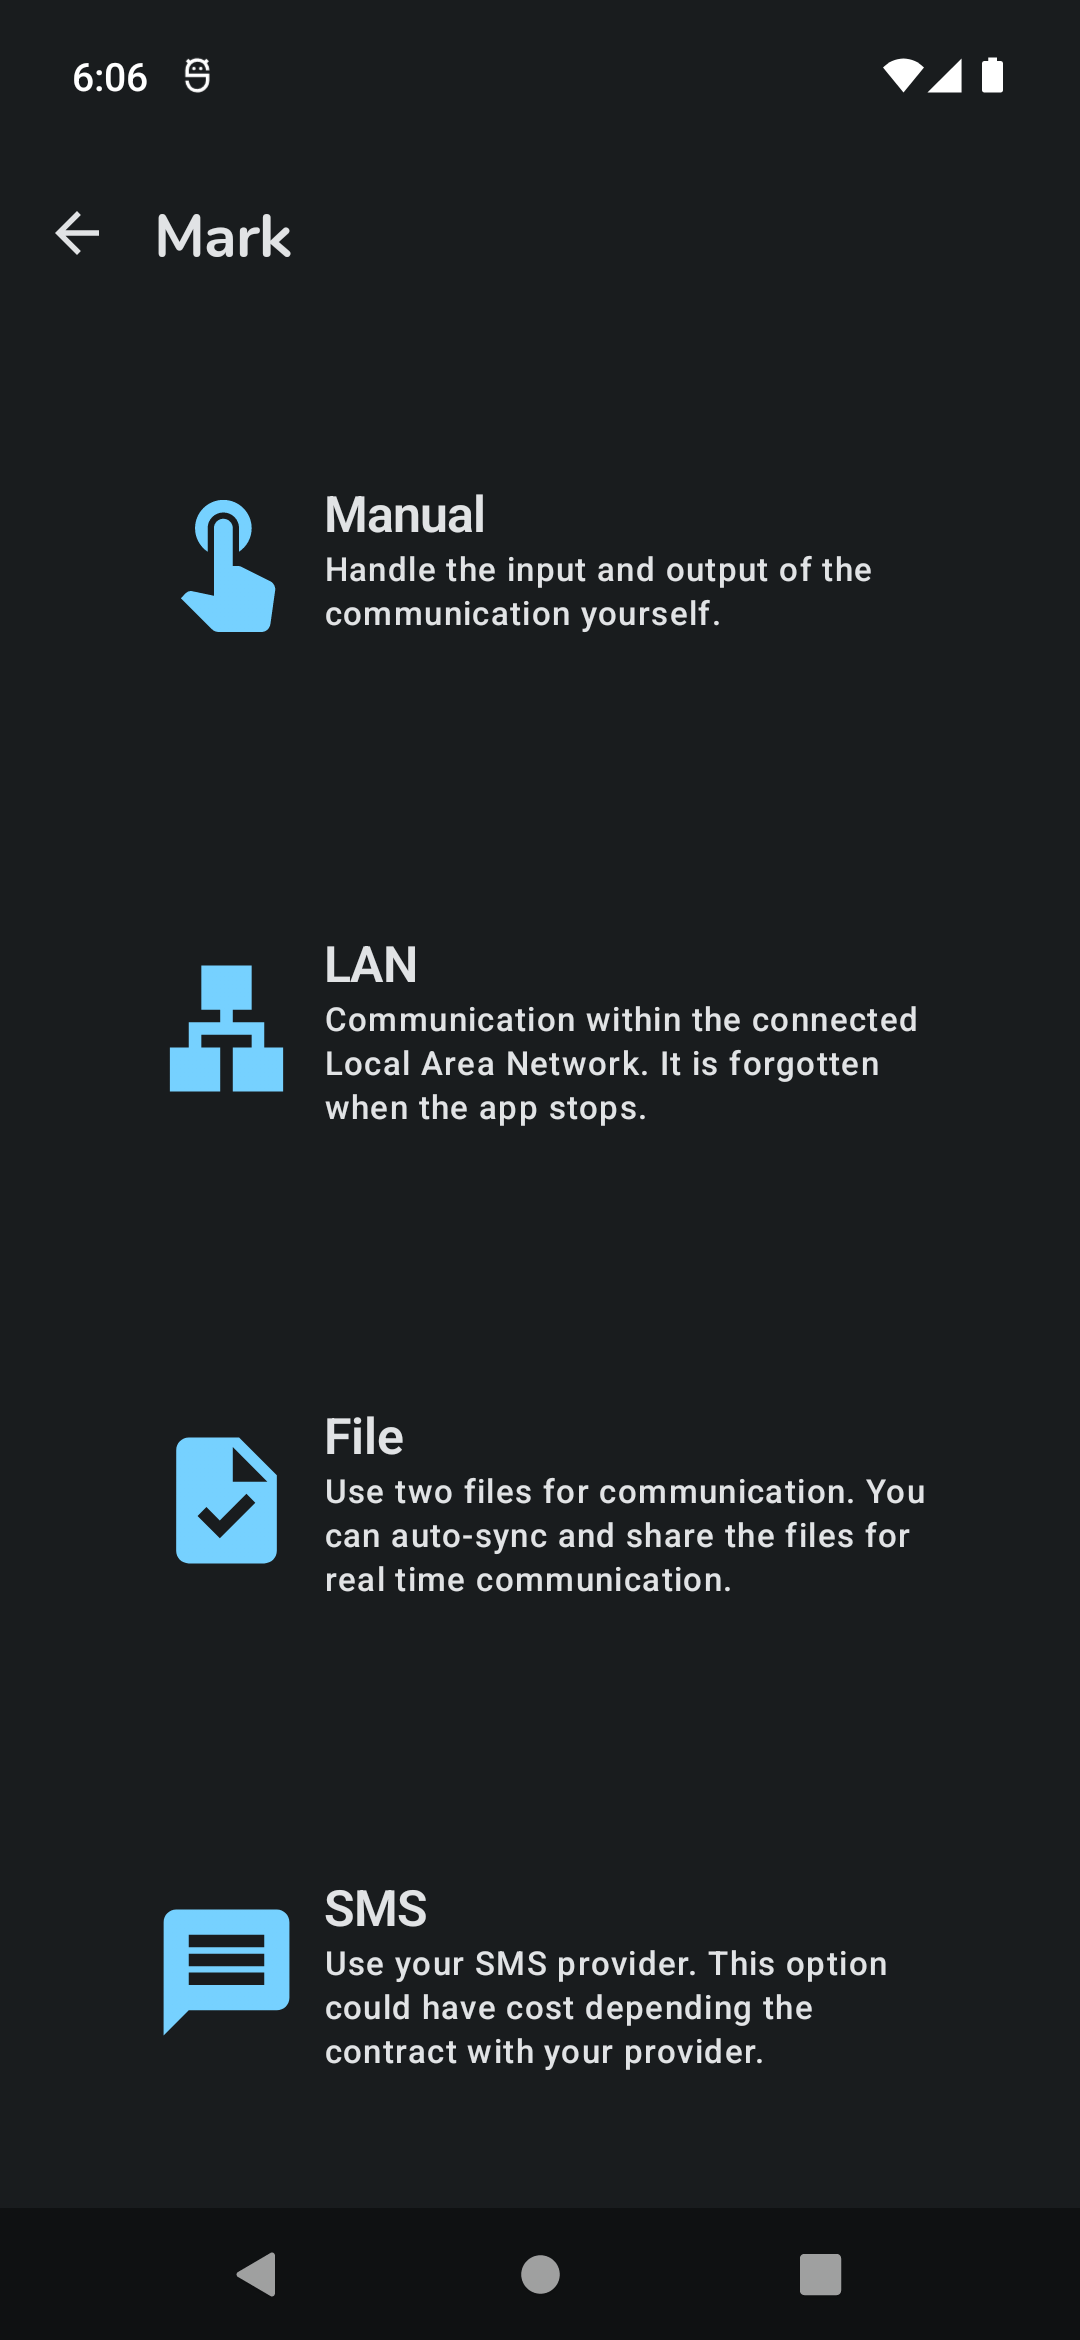 6:06
Mark
Manual
Handle the input and output of the
communication yourself.
LAN
Communication within the connected
Local Area Network. It is forgotten
when the app stops.
File
Use two files for communication. You
can auto-sync and share the files for
real time communication.
SMS
Use your SMS provider. This option
could have cost depending the
contract with your provider.